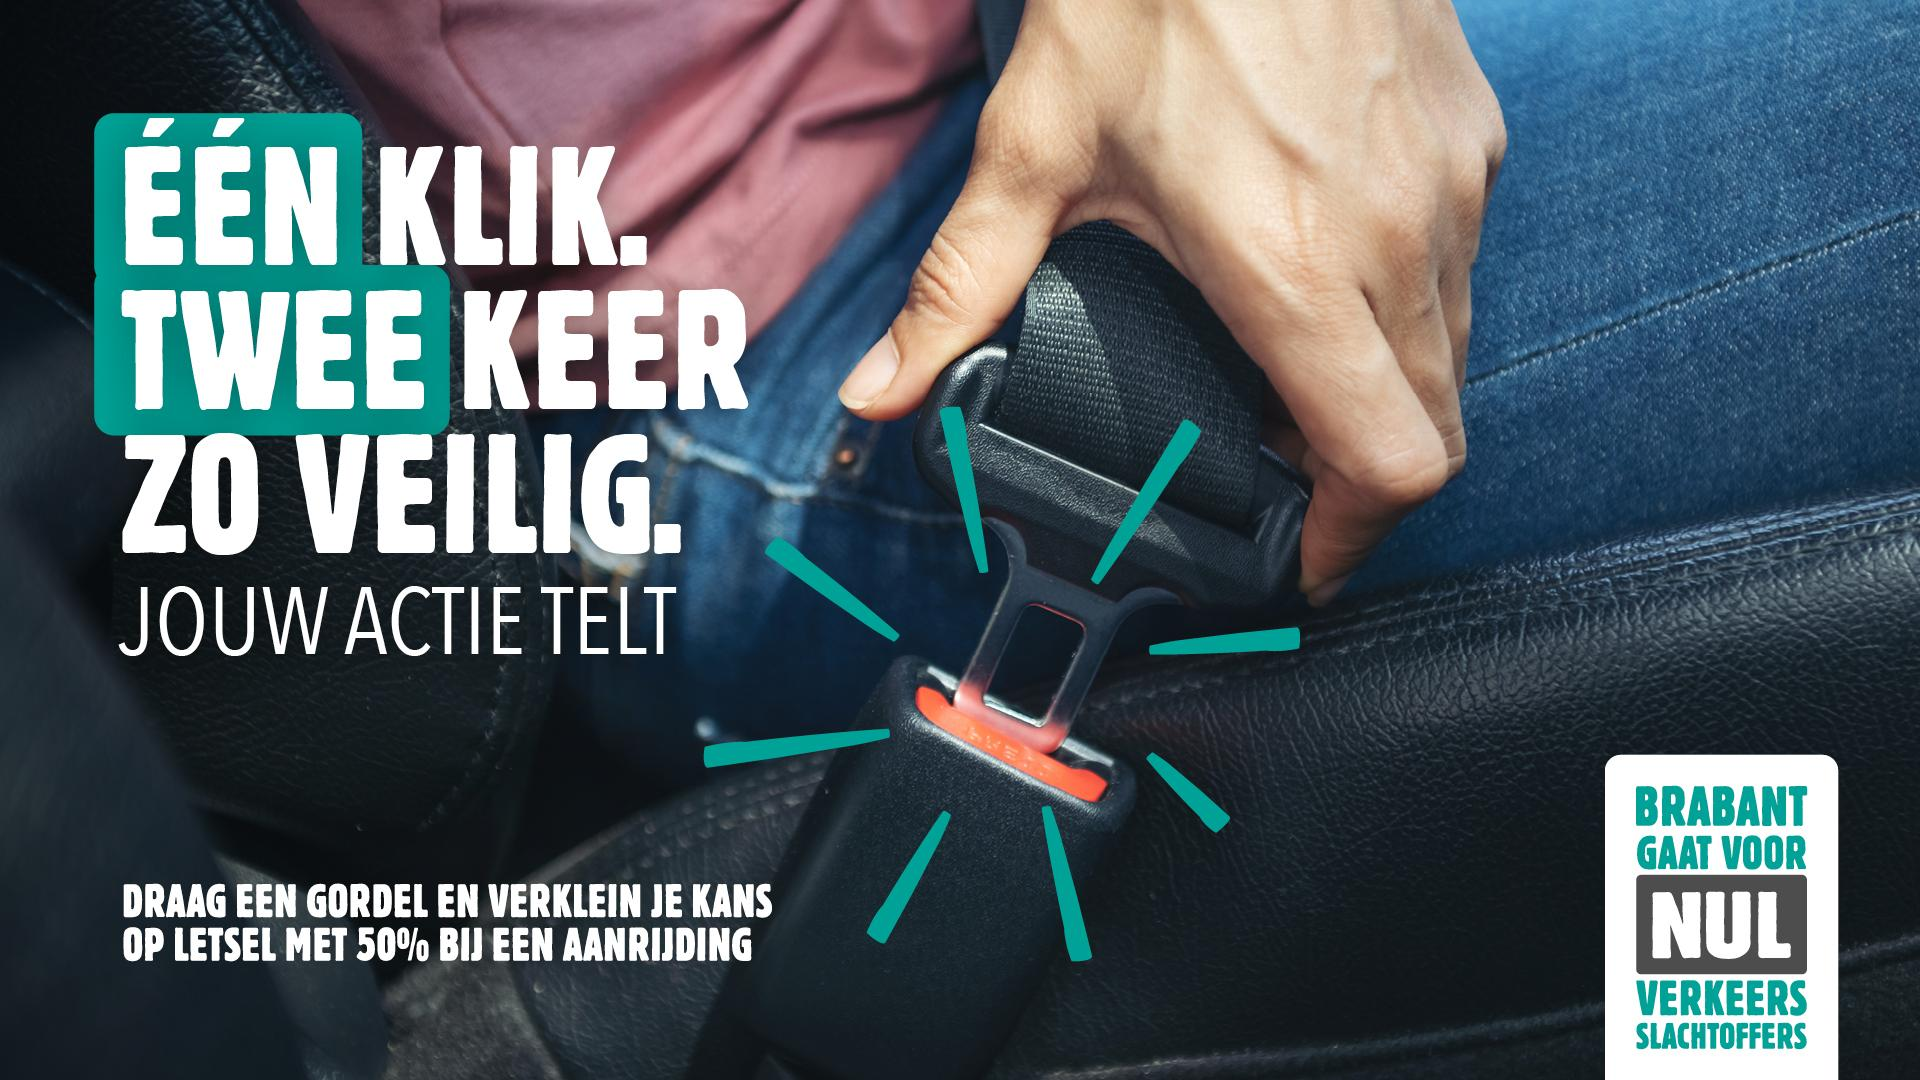 ÉÉN KLIK.
TWEE KEER
ZO VEILIG.
JOUW ACTIE TELT
DRAAG EEN GORDEL EN VERKLEIN JE KANS
OP LETSEL MET 50% BIJ EEN AANRIJDING
BRABANT
GAAT VOOR
NUL
VERKEERS
SLACHTOFFERS